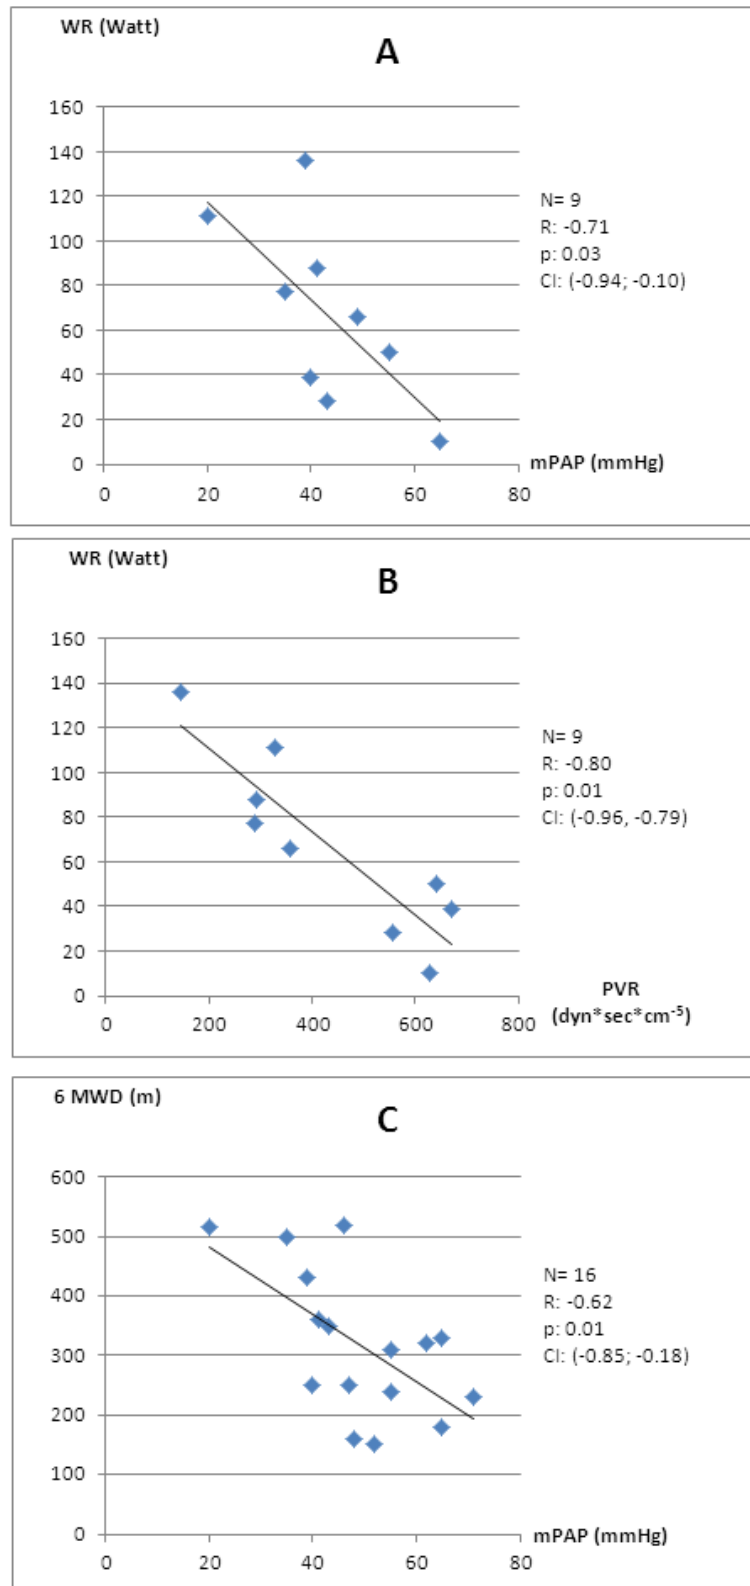 WR (Watt)
A
160
140
120
100
80
60
40
20
0
N= 9
R: -0.71
p: 0.03
CI: (-0.94; -0.10)
mPAP (mmHg)
0 20 40 60 80
WR (Watt)
B
160
140
120
100
80
60
40
20
0
N= 9
R: -0.80
p: 0.01
CI: (-0.96, -0.79)
PVR
(dyn*sec*cm⁻⁵)
0 200 400 600 800
6 MWD (m)
C
600
500
400
300
200
100
0
N= 16
R: -0.62
p: 0.01
CI: (-0.85; -0.18)
mPAP (mmHg)
0 20 40 60 80